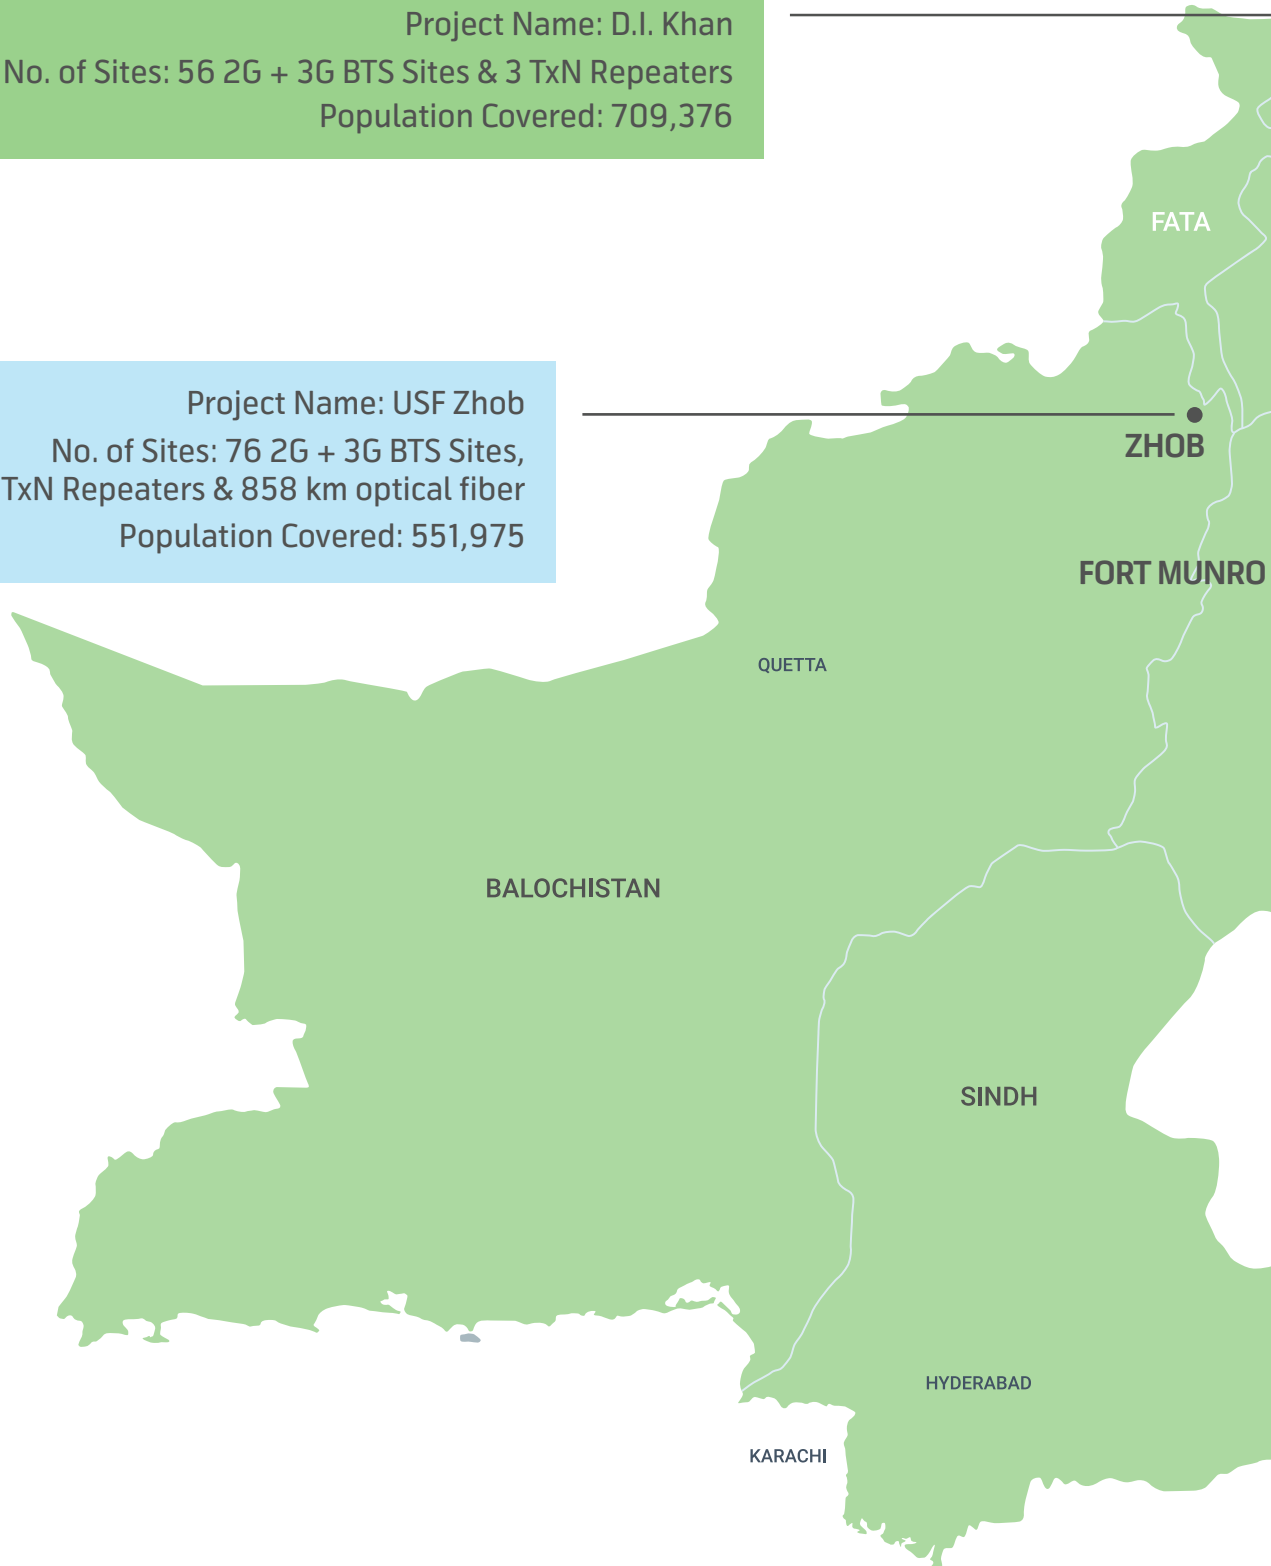 Project Name: D.I. Khan
No. of Sites: 56 2G + 3G BTS Sites & 3 TxN Repeaters
Population Covered: 709,376
FATA
Project Name: USF Zhob
No. of Sites: 76 2G + 3G BTS Sites,
TxN Repeaters & 858 km optical fiber
Population Covered: 551,975
ZHOB
FORT MUNRO
QUETTA
BALOCHISTAN
SINDH
HYDERABAD
KARACHI